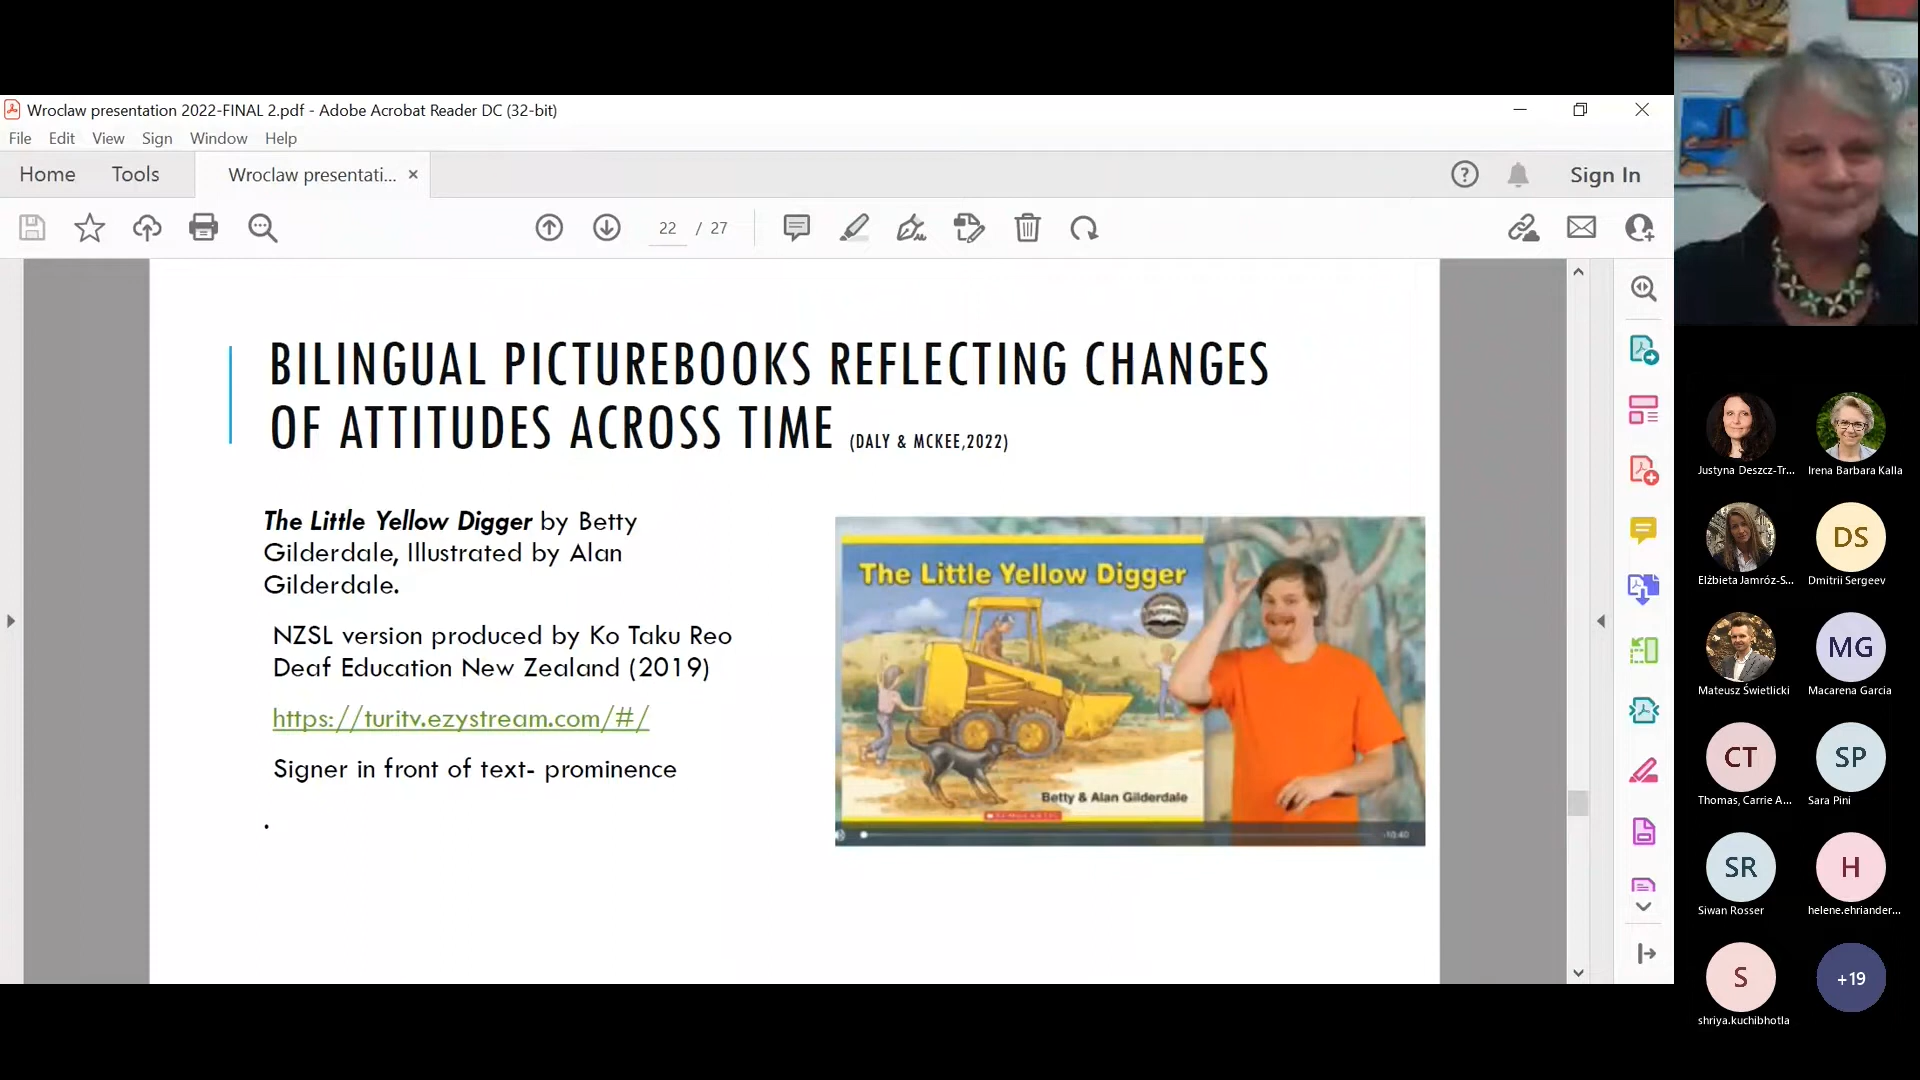 Wroclaw presentation 2022-FINAL 2.pdf - Adobe Acrobat Reader DC (32-bit)
File Edit View Sign Window Help
Home Tools Wroclaw presentati... × Sign In
22 / 27
BILINGUAL PICTUREBOOKS REFLECTING CHANGES
OF ATTITUDES ACROSS TIME (DALY & MCKEE,2022)
The Little Yellow Digger by Betty
Gilderdale, Illustrated by Alan
Gilderdale.
NZSL version produced by Ko Taku Reo
Deaf Education New Zealand (2019)
https://turitv.ezystream.com/#/
Signer in front of text- prominence
.
The Little Yellow Digger
Betty & Alan Gilderdale
-10:40
Justyna Deszcz-Tr... Irena Barbara Kalla
DS
Elżbieta Jamróz-S... Dmitrii Sergeev
MG
Mateusz Świetlicki Macarena Garcia
CT SP
Thomas, Carrie A... Sara Pini
SR H
Siwan Rosser helene.ehriander...
S +19
shriya.kuchibhotla